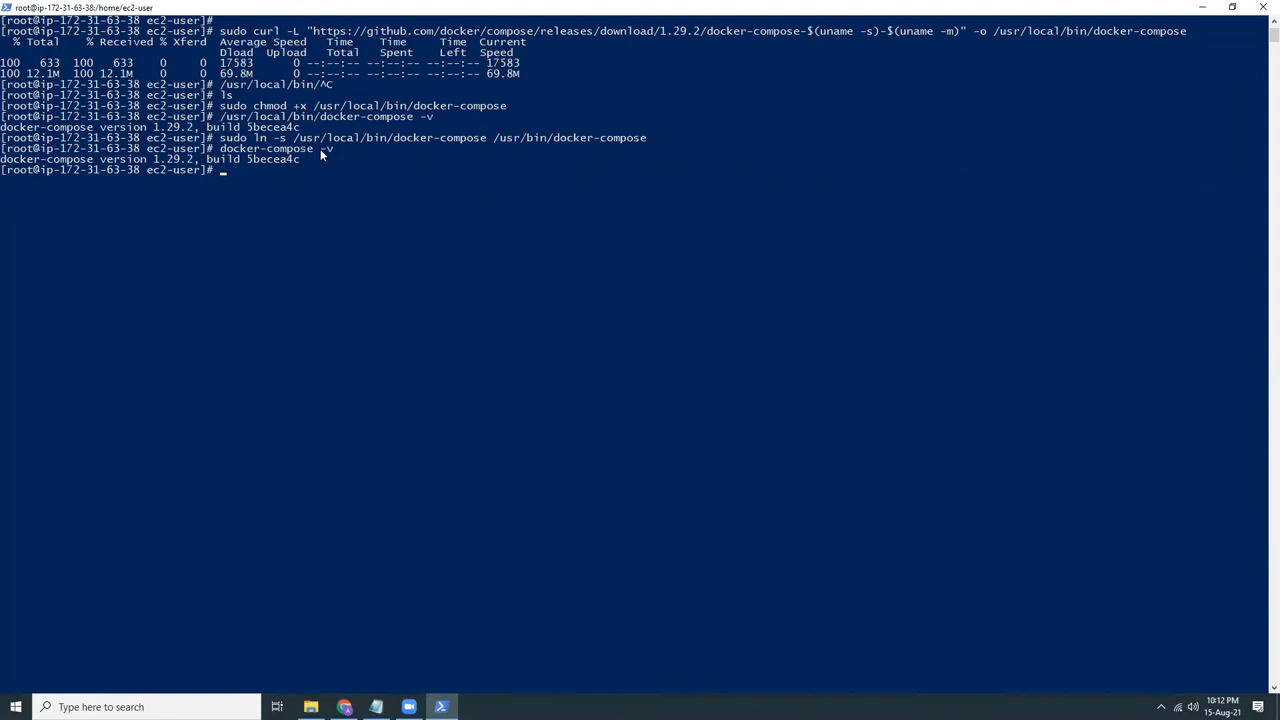 root@ip-172-31-63-38:/home/ec2-user
[root@ip-172-31-63-38 ec2-user]#
[root@ip-172-31-63-38 ec2-user]# sudo curl -L "https://github.com/docker/compose/releases/download/1.29.2/docker-compose-$(uname -s)-$(uname -m)" -o /usr/local/bin/docker-compose
% Total % Received % Xferd Average Speed Time Time Time Current
Dload Upload Total Spent Left Speed
100 633 100 633 0 0 17583 0 --:--:-- --:--:-- --:--:-- 17583
100 12.1M 100 12.1M 0 0 69.8M 0 --:--:-- --:--:-- --:--:-- 69.8M
[root@ip-172-31-63-38 ec2-user]# /usr/local/bin/^C
[root@ip-172-31-63-38 ec2-user]# ls
[root@ip-172-31-63-38 ec2-user]# sudo chmod +x /usr/local/bin/docker-compose
[root@ip-172-31-63-38 ec2-user]# /usr/local/bin/docker-compose -v
docker-compose version 1.29.2, build 5becea4c
[root@ip-172-31-63-38 ec2-user]# sudo ln -s /usr/local/bin/docker-compose /usr/bin/docker-compose
[root@ip-172-31-63-38 ec2-user]# docker-compose -v
docker-compose version 1.29.2, build 5becea4c
[root@ip-172-31-63-38 ec2-user]# _
Type here to search
10:12 PM
15-Aug-21